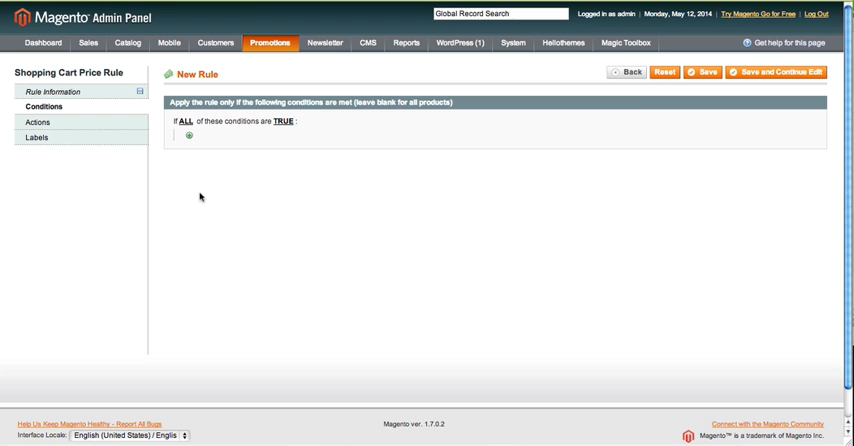 Magento® Admin Panel
Global Record Search
Logged in as admin
Monday, May 12, 2014
Try Magento Go for Free
Log Out
Dashboard
Sales
Catalog
Mobile
Customers
Promotions
Newsletter
CMS
Reports
WordPress (1)
System
Hellothemes
Magic Toolbox
Get help for this page
Shopping Cart Price Rule
Rule Information
Conditions
Actions
Labels
New Rule
Back
Reset
Save
Save and Continue Edit
Apply the rule only if the following conditions are met (leave blank for all products)
If ALL of these conditions are TRUE :
Help Us Keep Magento Healthy - Report All Bugs
Interface Locale: English (United States) / Englis
Magento ver. 1.7.0.2
Connect with the Magento Community
Magento™ is a trademark of Magento Inc.